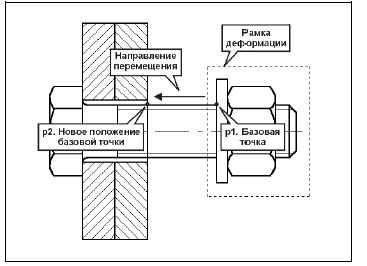 Рамка
деформации
Направление
перемещения
p2. Новое положение
базовой точки
p1. Базовая
точка